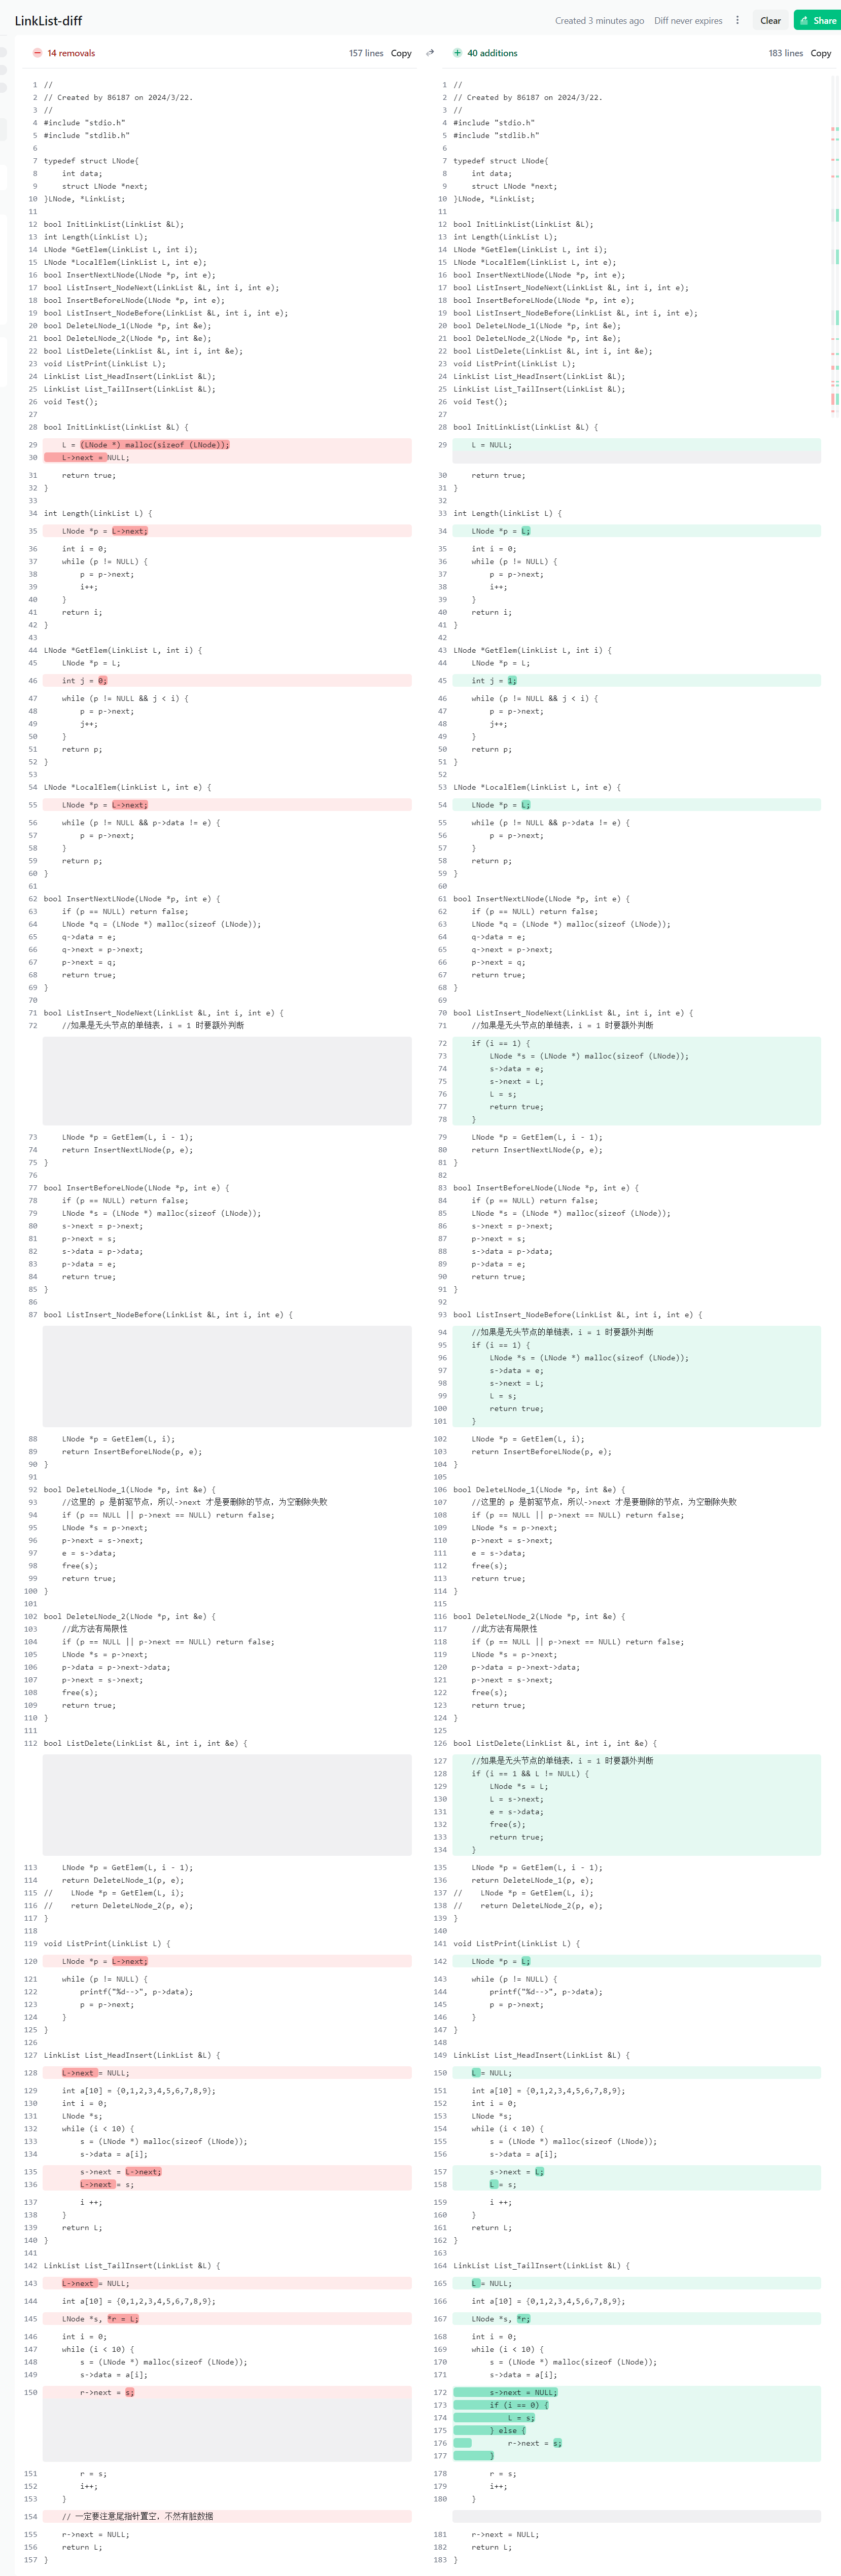 LinkList-diff
Created 3 minutes ago Diff never expires Clear Share
14 removals 157 lines Copy
1 //
2 // Created by 86187 on 2024/3/22.
3 //
4 #include "stdio.h"
5 #include "stdlib.h"
6
7 typedef struct LNode{
8     int data;
9     struct LNode *next;
10 }LNode, *LinkList;
11
12 bool InitLinkList(LinkList &L);
13 int Length(LinkList L);
14 LNode *GetElem(LinkList L, int i);
15 LNode *LocalElem(LinkList L, int e);
16 bool InsertNextLNode(LNode *p, int e);
17 bool ListInsert_NodeNext(LinkList &L, int i, int e);
18 bool InsertBeforeLNode(LNode *p, int e);
19 bool ListInsert_NodeBefore(LinkList &L, int i, int e);
20 bool DeleteLNode_1(LNode *p, int &e);
21 bool DeleteLNode_2(LNode *p, int &e);
22 bool ListDelete(LinkList &L, int i, int &e);
23 void ListPrint(LinkList L);
24 LinkList List_HeadInsert(LinkList &L);
25 LinkList List_TailInsert(LinkList &L);
26 void Test();
27
28 bool InitLinkList(LinkList &L) {
29     L = (LNode *) malloc(sizeof (LNode));
30     L->next = NULL;
31     return true;
32 }
33
34 int Length(LinkList L) {
35     LNode *p = L->next;
36     int i = 0;
37     while (p != NULL) {
38         p = p->next;
39         i++;
40     }
41     return i;
42 }
43
44 LNode *GetElem(LinkList L, int i) {
45     LNode *p = L;
46     int j = 0;
47     while (p != NULL && j < i) {
48         p = p->next;
49         j++;
50     }
51     return p;
52 }
53
54 LNode *LocalElem(LinkList L, int e) {
55     LNode *p = L->next;
56     while (p != NULL && p->data != e) {
57         p = p->next;
58     }
59     return p;
60 }
61
62 bool InsertNextLNode(LNode *p, int e) {
63     if (p == NULL) return false;
64     LNode *q = (LNode *) malloc(sizeof (LNode));
65     q->data = e;
66     q->next = p->next;
67     p->next = q;
68     return true;
69 }
70
71 bool ListInsert_NodeNext(LinkList &L, int i, int e) {
72     //如果是无头节点的单链表，i = 1 时要额外判断
73     LNode *p = GetElem(L, i - 1);
74     return InsertNextLNode(p, e);
75 }
76
77 bool InsertBeforeLNode(LNode *p, int e) {
78     if (p == NULL) return false;
79     LNode *s = (LNode *) malloc(sizeof (LNode));
80     s->next = p->next;
81     p->next = s;
82     s->data = p->data;
83     p->data = e;
84     return true;
85 }
86
87 bool ListInsert_NodeBefore(LinkList &L, int i, int e) {
88     LNode *p = GetElem(L, i);
89     return InsertBeforeLNode(p, e);
90 }
91
92 bool DeleteLNode_1(LNode *p, int &e) {
93     //这里的 p 是前驱节点，所以->next 才是要删除的节点，为空删除失败
94     if (p == NULL || p->next == NULL) return false;
95     LNode *s = p->next;
96     p->next = s->next;
97     e = s->data;
98     free(s);
99     return true;
100 }
101
102 bool DeleteLNode_2(LNode *p, int &e) {
103     //此方法有局限性
104     if (p == NULL || p->next == NULL) return false;
105     LNode *s = p->next;
106     p->data = p->next->data;
107     p->next = s->next;
108     free(s);
109     return true;
110 }
111
112 bool ListDelete(LinkList &L, int i, int &e) {
113     LNode *p = GetElem(L, i - 1);
114     return DeleteLNode_1(p, e);
115 //    LNode *p = GetElem(L, i);
116 //    return DeleteLNode_2(p, e);
117 }
118
119 void ListPrint(LinkList L) {
120     LNode *p = L->next;
121     while (p != NULL) {
122         printf("%d-->", p->data);
123         p = p->next;
124     }
125 }
126
127 LinkList List_HeadInsert(LinkList &L) {
128     L->next = NULL;
129     int a[10] = {0,1,2,3,4,5,6,7,8,9};
130     int i = 0;
131     LNode *s;
132     while (i < 10) {
133         s = (LNode *) malloc(sizeof (LNode));
134         s->data = a[i];
135         s->next = L->next;
136         L->next = s;
137         i ++;
138     }
139     return L;
140 }
141
142 LinkList List_TailInsert(LinkList &L) {
143     L->next = NULL;
144     int a[10] = {0,1,2,3,4,5,6,7,8,9};
145     LNode *s, *r = L;
146     int i = 0;
147     while (i < 10) {
148         s = (LNode *) malloc(sizeof (LNode));
149         s->data = a[i];
150         r->next = s;
151         r = s;
152         i++;
153     }
154     // 一定要注意尾指针置空，不然有脏数据
155     r->next = NULL;
156     return L;
157 }
40 additions 183 lines Copy
1 //
2 // Created by 86187 on 2024/3/22.
3 //
4 #include "stdio.h"
5 #include "stdlib.h"
6
7 typedef struct LNode{
8     int data;
9     struct LNode *next;
10 }LNode, *LinkList;
11
12 bool InitLinkList(LinkList &L);
13 int Length(LinkList L);
14 LNode *GetElem(LinkList L, int i);
15 LNode *LocalElem(LinkList L, int e);
16 bool InsertNextLNode(LNode *p, int e);
17 bool ListInsert_NodeNext(LinkList &L, int i, int e);
18 bool InsertBeforeLNode(LNode *p, int e);
19 bool ListInsert_NodeBefore(LinkList &L, int i, int e);
20 bool DeleteLNode_1(LNode *p, int &e);
21 bool DeleteLNode_2(LNode *p, int &e);
22 bool ListDelete(LinkList &L, int i, int &e);
23 void ListPrint(LinkList L);
24 LinkList List_HeadInsert(LinkList &L);
25 LinkList List_TailInsert(LinkList &L);
26 void Test();
27
28 bool InitLinkList(LinkList &L) {
29     L = NULL;
30     return true;
31 }
32
33 int Length(LinkList L) {
34     LNode *p = L;
35     int i = 0;
36     while (p != NULL) {
37         p = p->next;
38         i++;
39     }
40     return i;
41 }
42
43 LNode *GetElem(LinkList L, int i) {
44     LNode *p = L;
45     int j = 1;
46     while (p != NULL && j < i) {
47         p = p->next;
48         j++;
49     }
50     return p;
51 }
52
53 LNode *LocalElem(LinkList L, int e) {
54     LNode *p = L;
55     while (p != NULL && p->data != e) {
56         p = p->next;
57     }
58     return p;
59 }
60
61 bool InsertNextLNode(LNode *p, int e) {
62     if (p == NULL) return false;
63     LNode *q = (LNode *) malloc(sizeof (LNode));
64     q->data = e;
65     q->next = p->next;
66     p->next = q;
67     return true;
68 }
69
70 bool ListInsert_NodeNext(LinkList &L, int i, int e) {
71     //如果是无头节点的单链表，i = 1 时要额外判断
72     if (i == 1) {
73         LNode *s = (LNode *) malloc(sizeof (LNode));
74         s->data = e;
75         s->next = L;
76         L = s;
77         return true;
78     }
79     LNode *p = GetElem(L, i - 1);
80     return InsertNextLNode(p, e);
81 }
82
83 bool InsertBeforeLNode(LNode *p, int e) {
84     if (p == NULL) return false;
85     LNode *s = (LNode *) malloc(sizeof (LNode));
86     s->next = p->next;
87     p->next = s;
88     s->data = p->data;
89     p->data = e;
90     return true;
91 }
92
93 bool ListInsert_NodeBefore(LinkList &L, int i, int e) {
94     //如果是无头节点的单链表，i = 1 时要额外判断
95     if (i == 1) {
96         LNode *s = (LNode *) malloc(sizeof (LNode));
97         s->data = e;
98         s->next = L;
99         L = s;
100         return true;
101     }
102     LNode *p = GetElem(L, i);
103     return InsertBeforeLNode(p, e);
104 }
105
106 bool DeleteLNode_1(LNode *p, int &e) {
107     //这里的 p 是前驱节点，所以->next 才是要删除的节点，为空删除失败
108     if (p == NULL || p->next == NULL) return false;
109     LNode *s = p->next;
110     p->next = s->next;
111     e = s->data;
112     free(s);
113     return true;
114 }
115
116 bool DeleteLNode_2(LNode *p, int &e) {
117     //此方法有局限性
118     if (p == NULL || p->next == NULL) return false;
119     LNode *s = p->next;
120     p->data = p->next->data;
121     p->next = s->next;
122     free(s);
123     return true;
124 }
125
126 bool ListDelete(LinkList &L, int i, int &e) {
127     //如果是无头节点的单链表，i = 1 时要额外判断
128     if (i == 1 && L != NULL) {
129         LNode *s = L;
130         L = s->next;
131         e = s->data;
132         free(s);
133         return true;
134     }
135     LNode *p = GetElem(L, i - 1);
136     return DeleteLNode_1(p, e);
137 //    LNode *p = GetElem(L, i);
138 //    return DeleteLNode_2(p, e);
139 }
140
141 void ListPrint(LinkList L) {
142     LNode *p = L;
143     while (p != NULL) {
144         printf("%d-->", p->data);
145         p = p->next;
146     }
147 }
148
149 LinkList List_HeadInsert(LinkList &L) {
150     L = NULL;
151     int a[10] = {0,1,2,3,4,5,6,7,8,9};
152     int i = 0;
153     LNode *s;
154     while (i < 10) {
155         s = (LNode *) malloc(sizeof (LNode));
156         s->data = a[i];
157         s->next = L;
158         L = s;
159         i ++;
160     }
161     return L;
162 }
163
164 LinkList List_TailInsert(LinkList &L) {
165     L = NULL;
166     int a[10] = {0,1,2,3,4,5,6,7,8,9};
167     LNode *s, *r;
168     int i = 0;
169     while (i < 10) {
170         s = (LNode *) malloc(sizeof (LNode));
171         s->data = a[i];
172         s->next = NULL;
173         if (i == 0) {
174             L = s;
175         } else {
176             r->next = s;
177         }
178         r = s;
179         i++;
180     }
181     r->next = NULL;
182     return L;
183 }